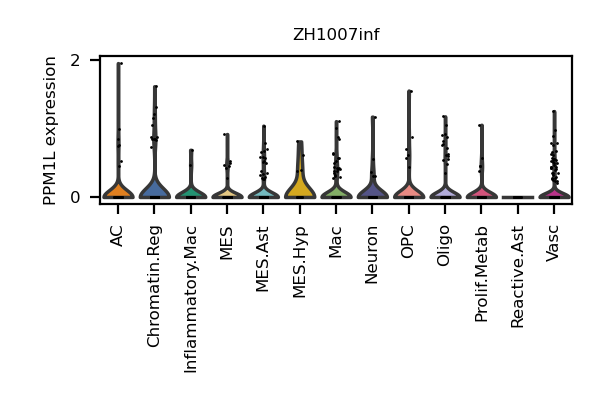 ZH1007inf
PPM1L expression
2
0
AC
Chromatin.Reg
Inflammatory.Mac
MES
MES.Ast
MES.Hyp
Mac
Neuron
OPC
Oligo
Prolif.Metab
Reactive.Ast
Vasc